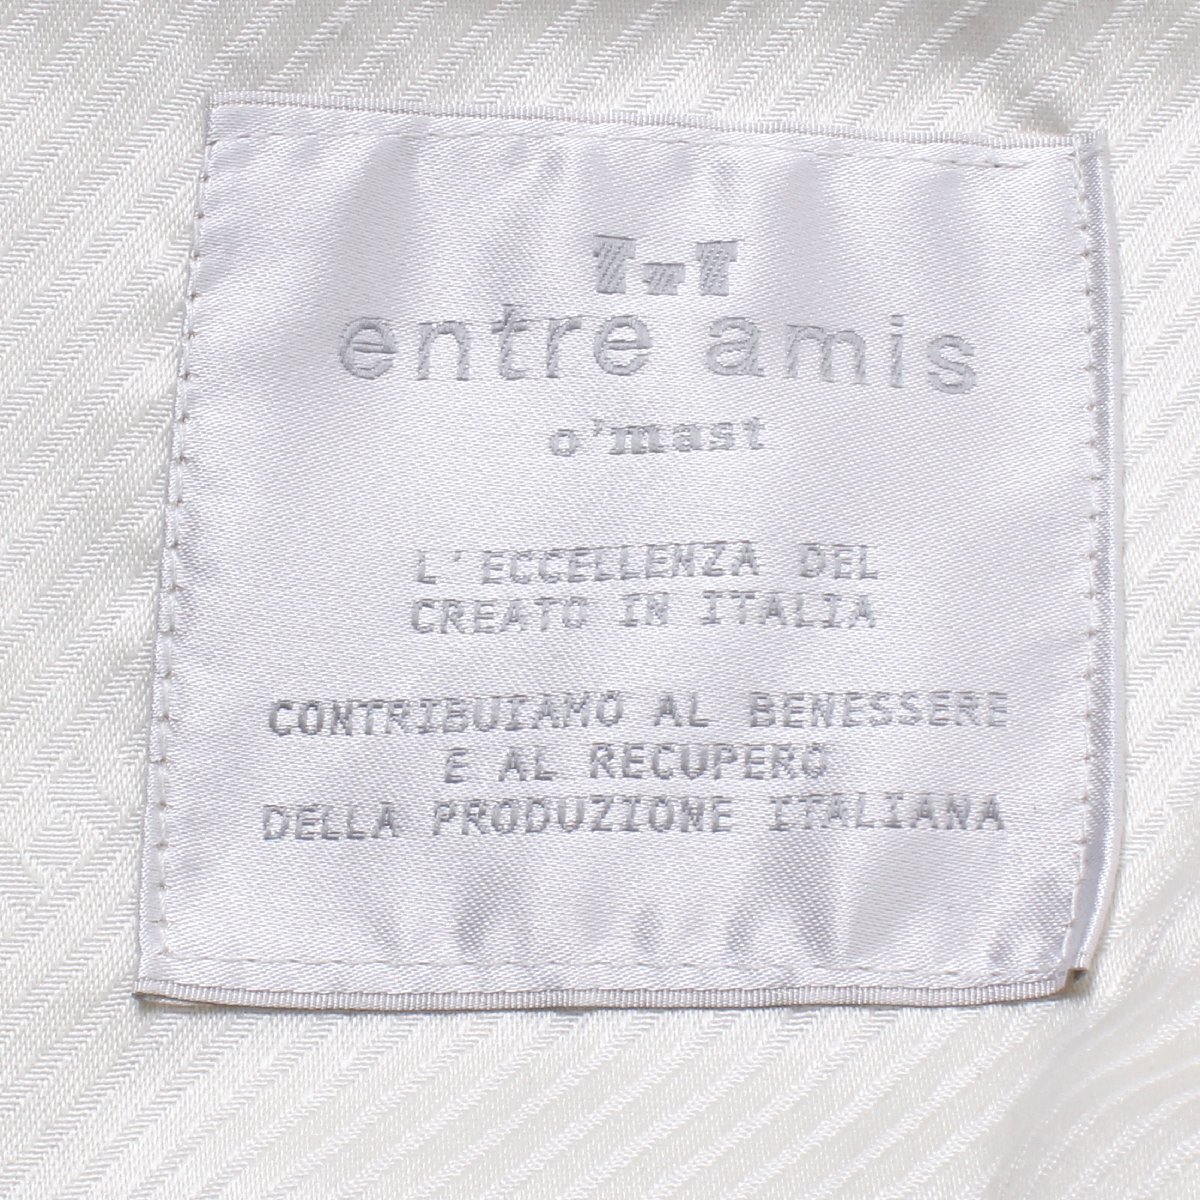 entre amis
o'mast
L'ECCELLENZA DEL
CREATO IN ITALIA
CONTRIBUIAMO AL BENESSERE
E AL RECUPERO
DELLA PRODUZIONE ITALIANA